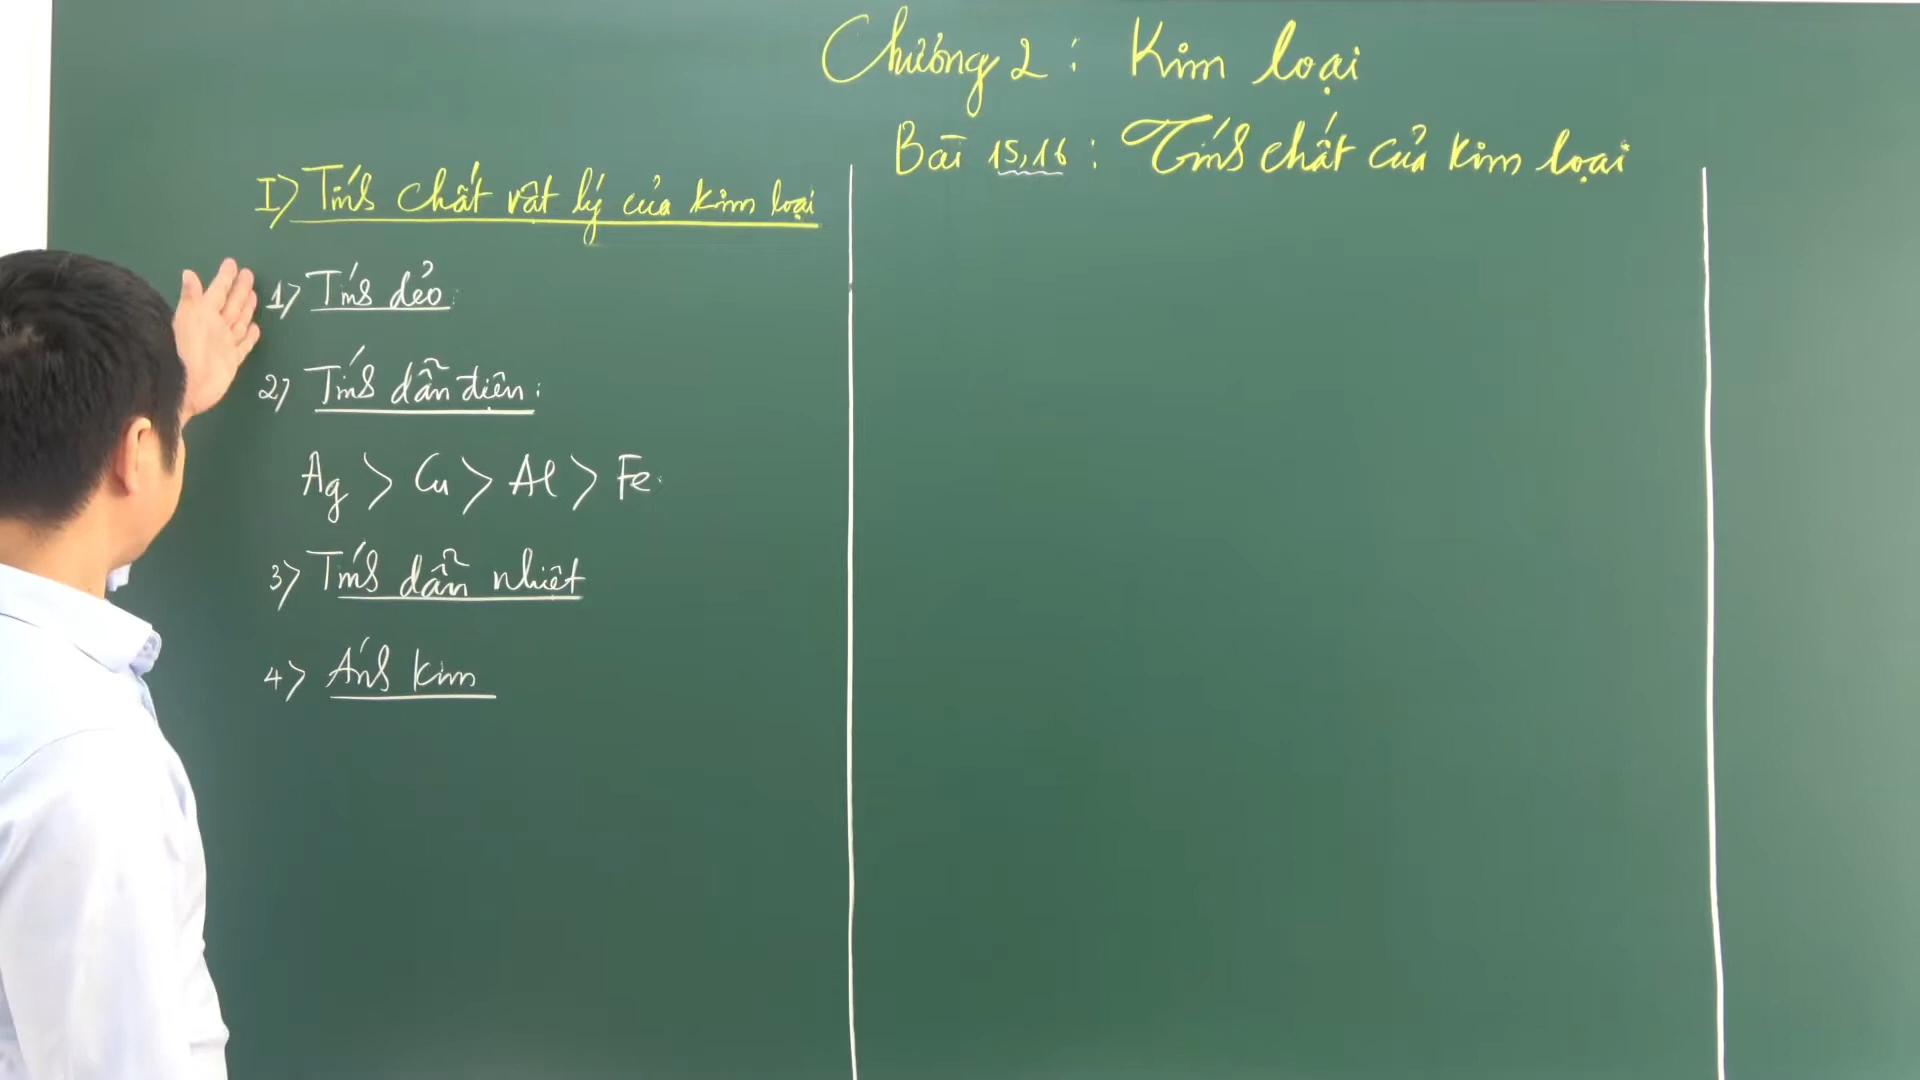 Chương 2 : Kim loại
Bài 15,16 : Tính chất của kim loại
I) Tính chất vật lý của kim loại
1) Tính dẻo.
2) Tính dẫn điện:
Ag > Cu > Al > Fe.
3) Tính dẫn nhiệt
4) Ánh kim